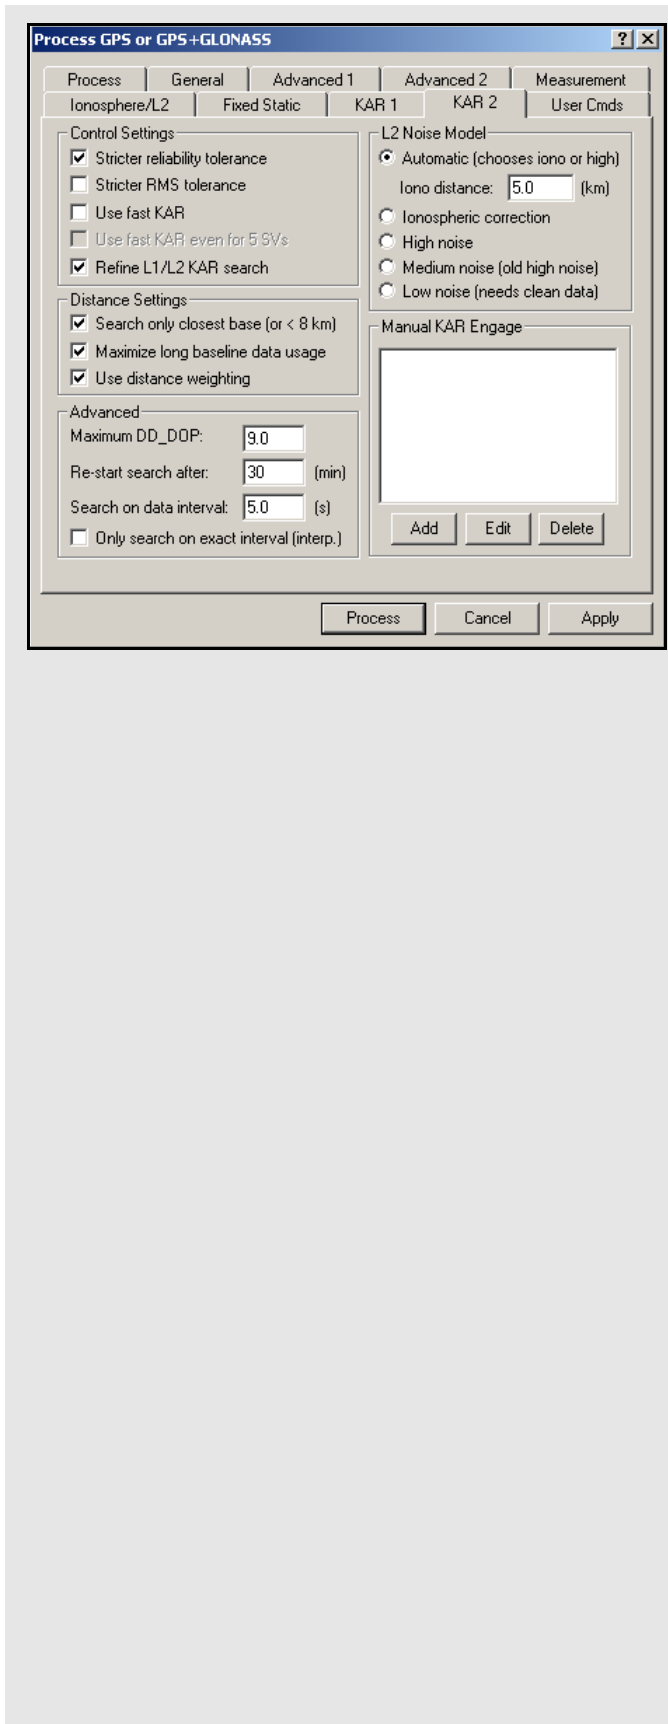 Process GPS or GPS+GLONASS
Process General Advanced 1 Advanced 2 Measurement
Ionosphere/L2 Fixed Static KAR 1 KAR 2 User Cmds
Control Settings
Stricter reliability tolerance
Stricter RMS tolerance
Use fast KAR
Use fast KAR even for 5 SVs
Refine L1/L2 KAR search
Distance Settings
Search only closest base (or < 8 km)
Maximize long baseline data usage
Use distance weighting
Advanced
Maximum DD_DOP: 9.0
Re-start search after: 30 (min)
Search on data interval: 5.0 (s)
Only search on exact interval (interp.)
L2 Noise Model
Automatic (chooses iono or high)
Iono distance: 5.0 (km)
Ionospheric correction
High noise
Medium noise (old high noise)
Low noise (needs clean data)
Manual KAR Engage
Add Edit Delete
Process Cancel Apply